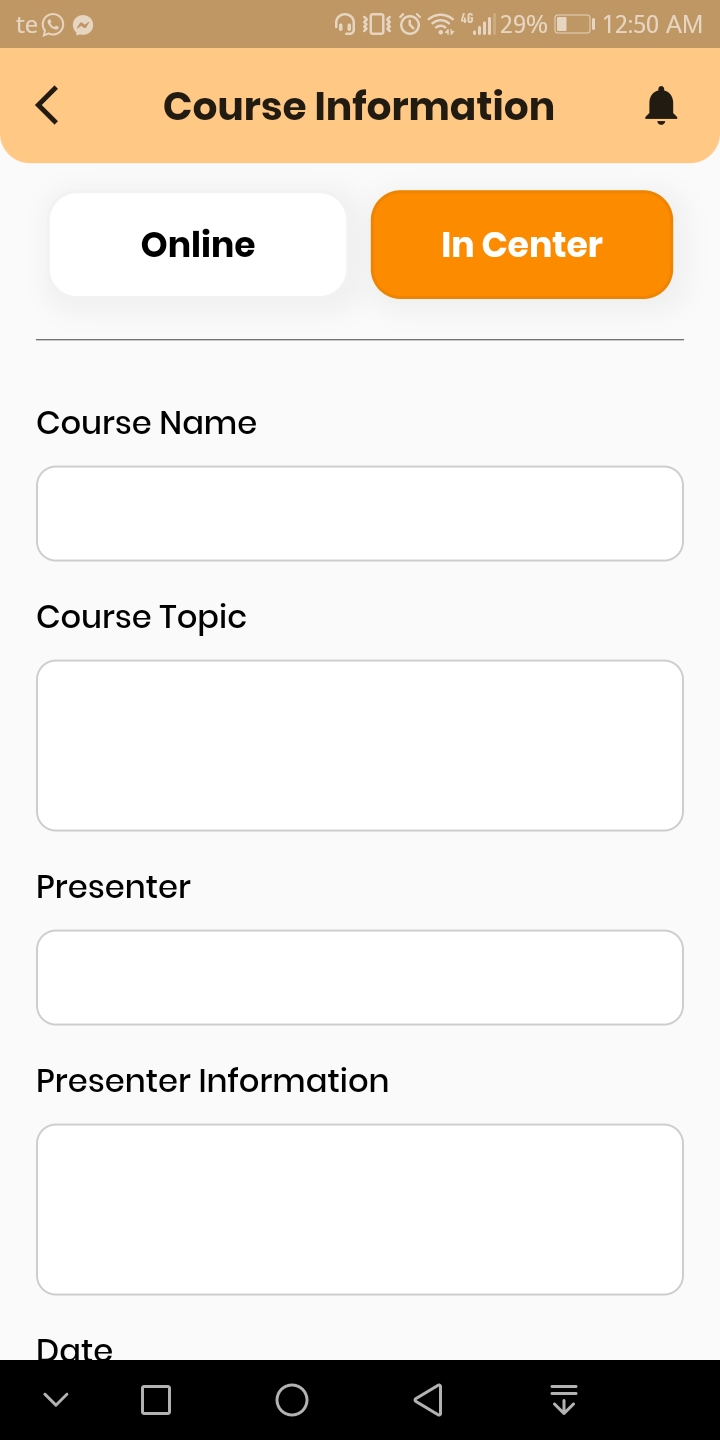 te 4G 29% 12:50 AM
Course Information
Online In Center
Course Name
Course Topic
Presenter
Presenter Information
Date